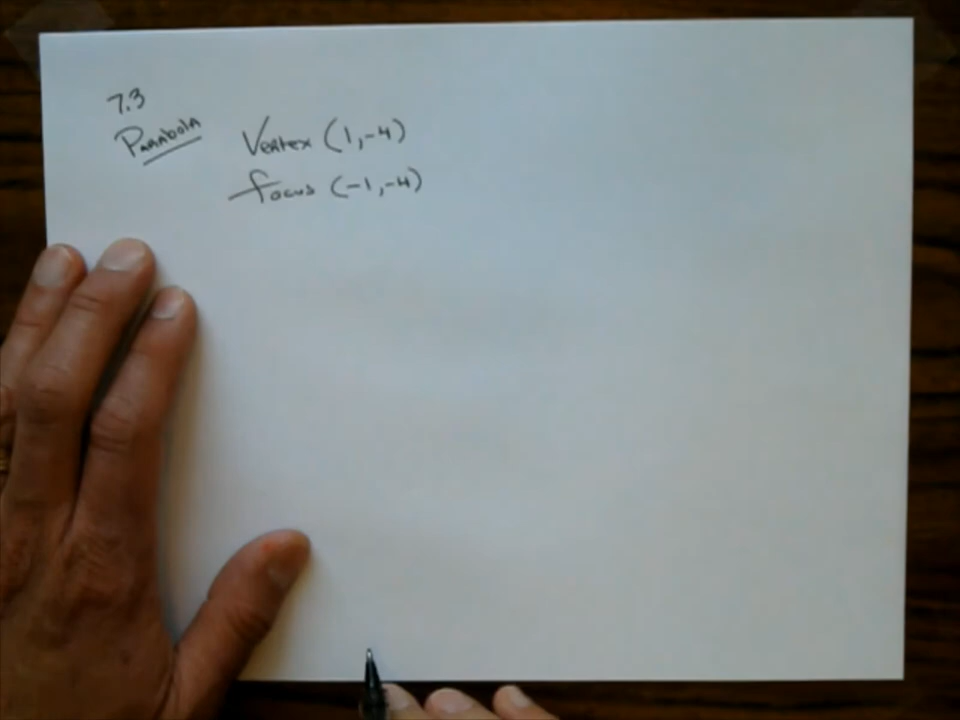 7.3
Parabola
Vertex (1,-4)
focus (-1,-4)